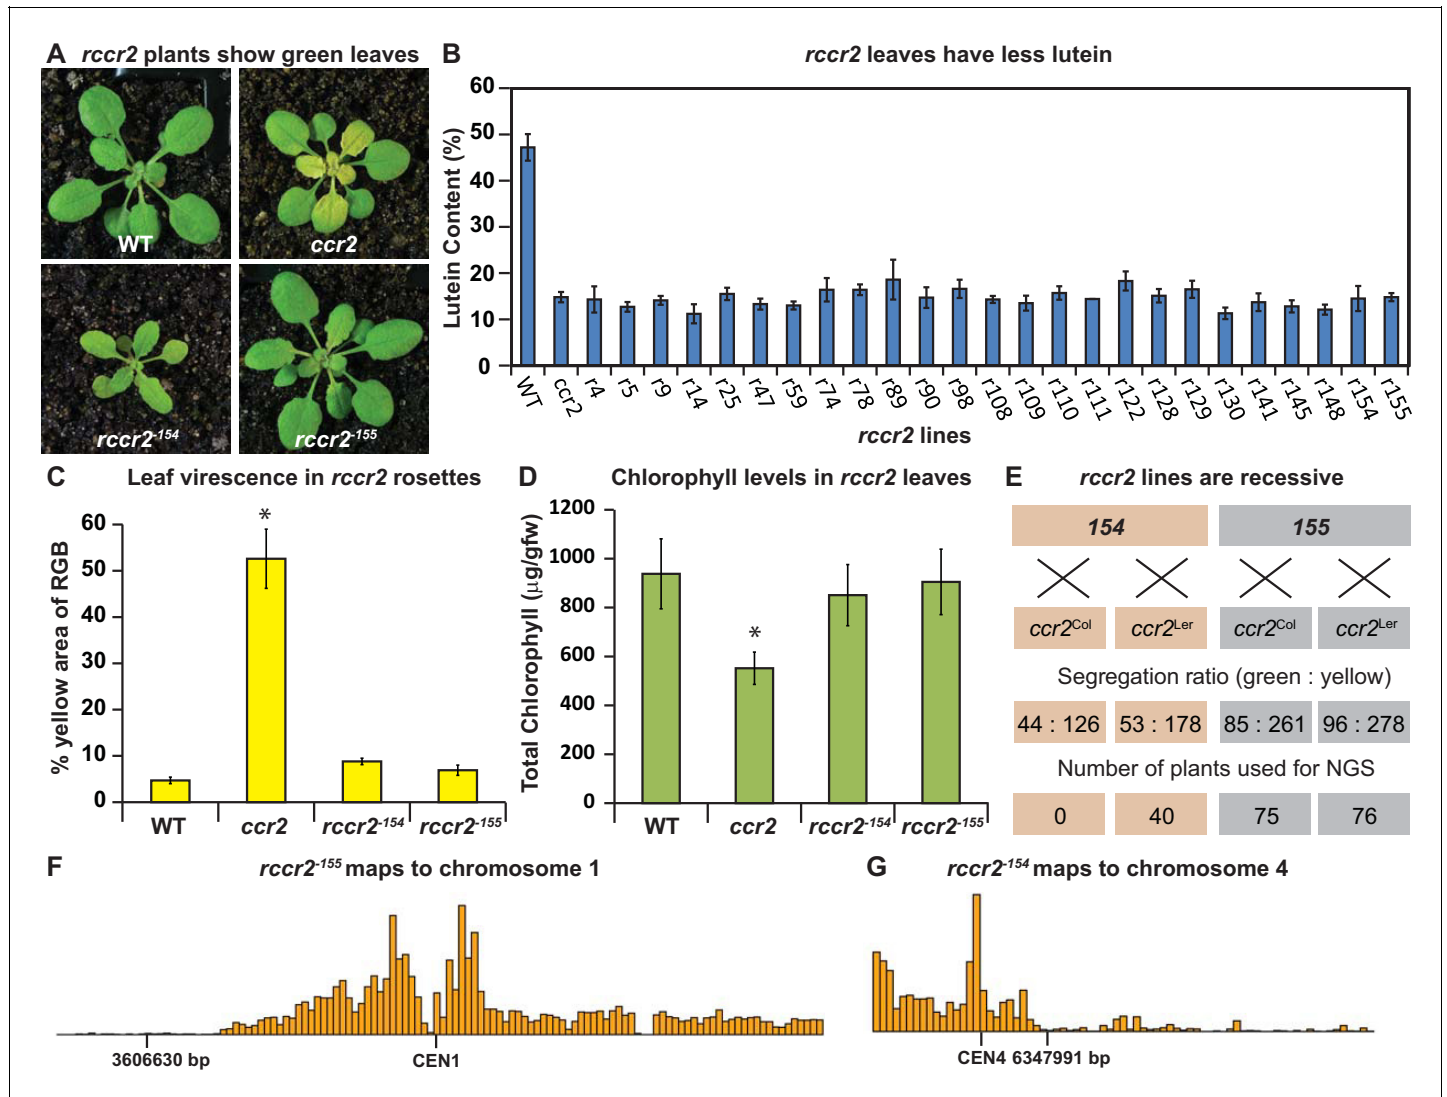 A rccr2 plants show green leaves
WT
ccr2
rccr2-154
rccr2-155
B rccr2 leaves have less lutein
Lutein Content (%)
60
50
40
30
20
10
0
WT ccr2 r4 r5 r9 r14 r25 r47 r59 r74 r78 r89 r90 r98 r108 r109 r110 r111 r122 r128 r129 r130 r141 r145 r148 r154 r155
rccr2 lines
C Leaf virescence in rccr2 rosettes
% yellow area of RGB
60
50
40
30
20
10
0
*
WT ccr2 rccr2-154 rccr2-155
D Chlorophyll levels in rccr2 leaves
Total Chlorophyll (µg/gfw)
1200
1000
800
600
400
200
0
*
WT ccr2 rccr2-154 rccr2-155
E rccr2 lines are recessive
154 155
ccr2Col ccr2Ler ccr2Col ccr2Ler
Segregation ratio (green : yellow)
44 : 126 53 : 178 85 : 261 96 : 278
Number of plants used for NGS
0 40 75 76
F rccr2-155 maps to chromosome 1
3606630 bp CEN1
G rccr2-154 maps to chromosome 4
CEN4 6347991 bp